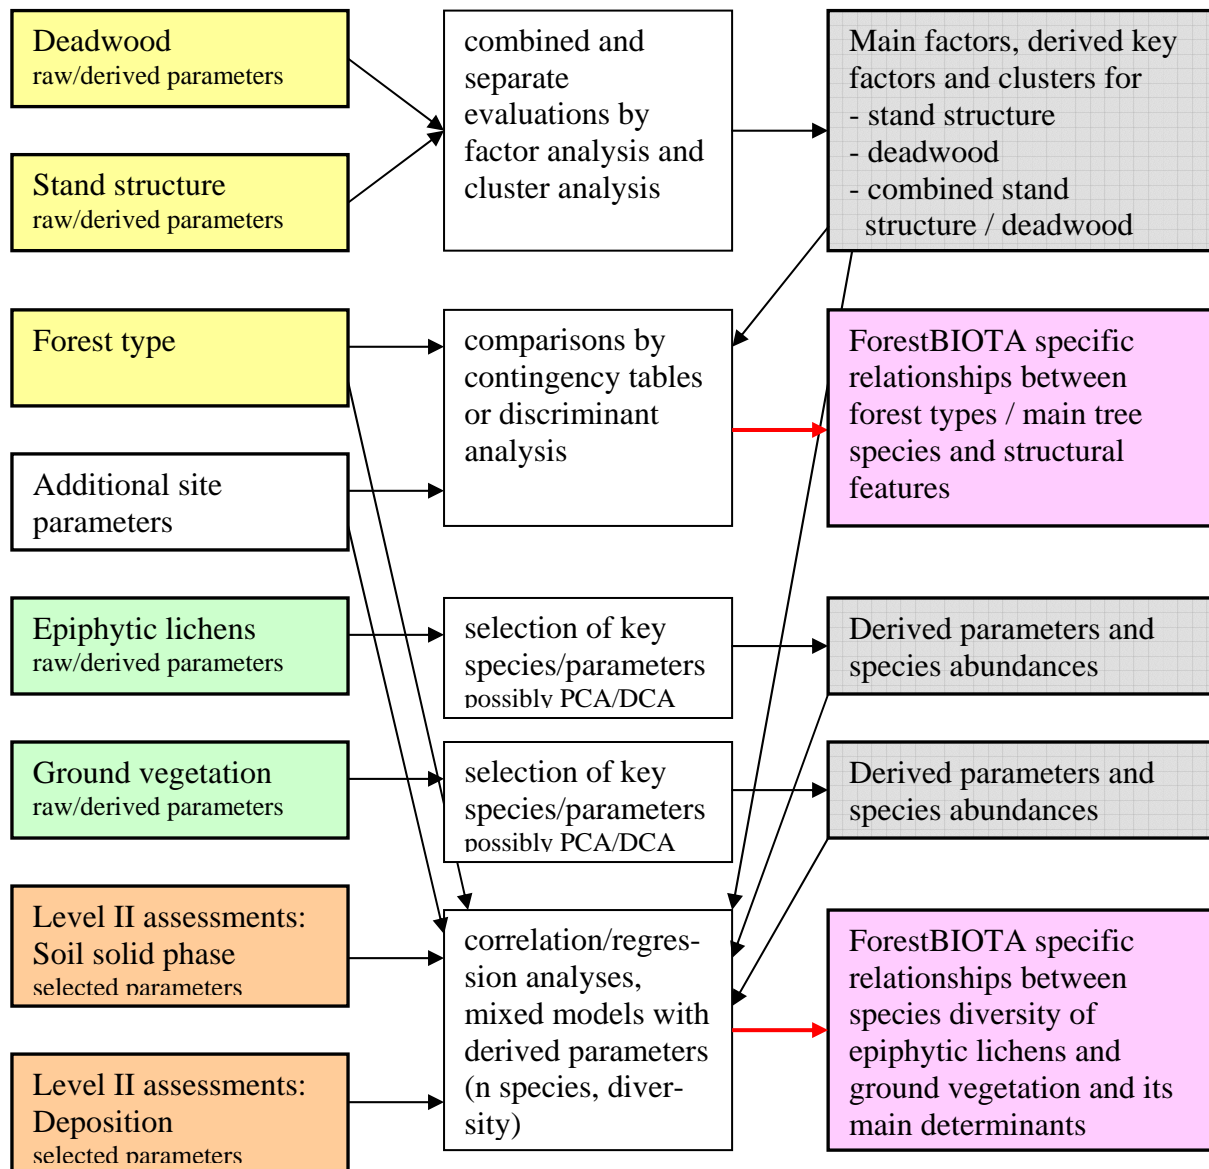 Deadwood
raw/derived parameters
Stand structure
raw/derived parameters
combined and
separate
evaluations by
factor analysis and
cluster analysis
Main factors, derived key
factors and clusters for
- stand structure
- deadwood
- combined stand
structure / deadwood
Forest type
Additional site
parameters
comparisons by
contingency tables
or discriminant
analysis
ForestBIOTA specific
relationships between
forest types / main tree
species and structural
features
Epiphytic lichens
raw/derived parameters
selection of key
species/parameters
possibly PCA/DCA
Derived parameters and
species abundances
Ground vegetation
raw/derived parameters
selection of key
species/parameters
possibly PCA/DCA
Derived parameters and
species abundances
Level II assessments:
Soil solid phase
selected parameters
Level II assessments:
Deposition
selected parameters
correlation/regres-
sion analyses,
mixed models with
derived parameters
(n species, diver-
sity)
ForestBIOTA specific
relationships between
species diversity of
epiphytic lichens and
ground vegetation and its
main determinants